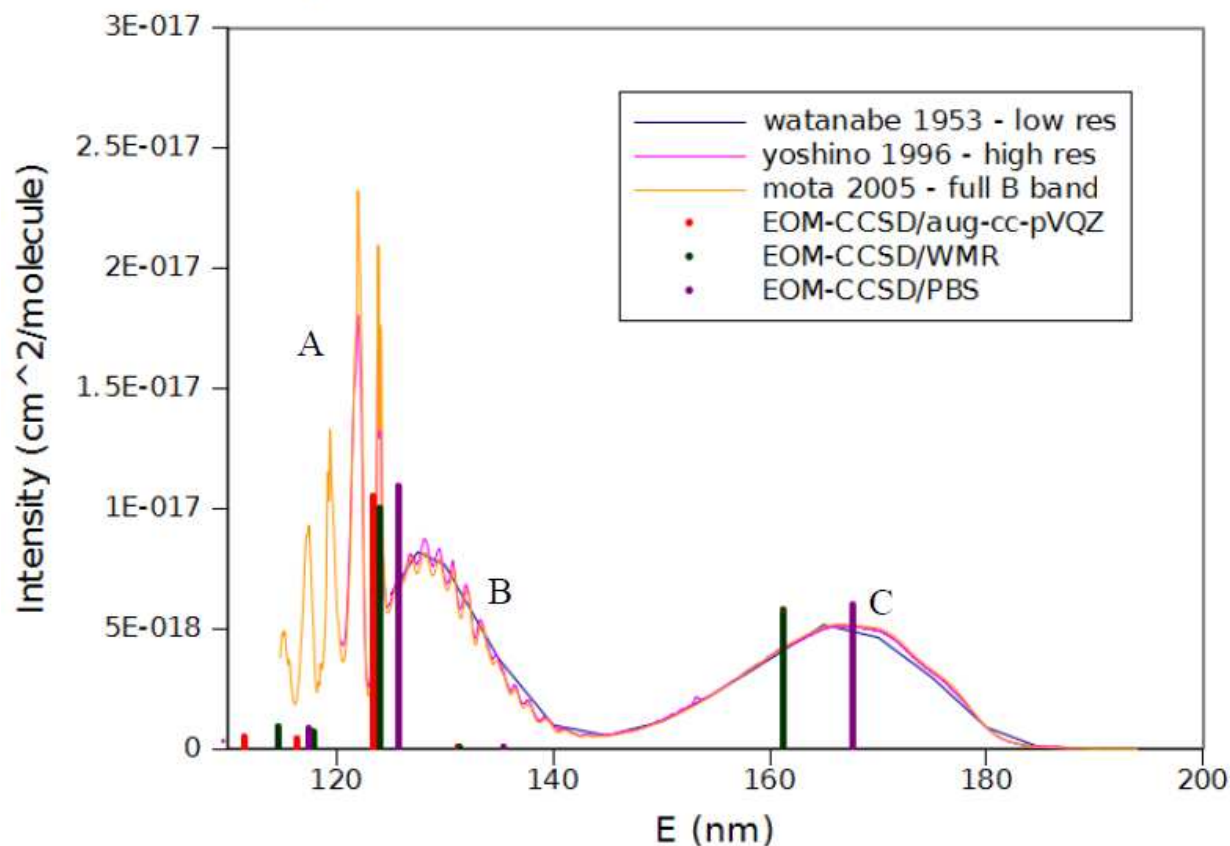 3E-017
2.5E-017
2E-017
1.5E-017
1E-017
5E-018
0
Intensity (cm^2/molecule)
watanabe 1953 - low res
yoshino 1996 - high res
mota 2005 - full B band
EOM-CCSD/aug-cc-pVQZ
EOM-CCSD/WMR
EOM-CCSD/PBS
A
B
C
120 140 160 180 200
E (nm)